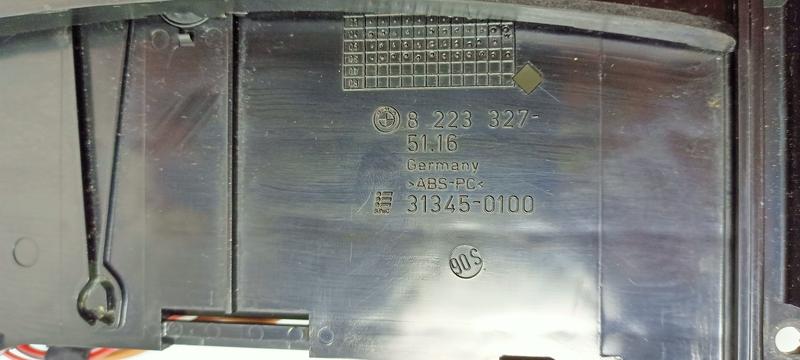 8 223 327-
51.16
Germany
>ABS-PC<
31345-0100
90S